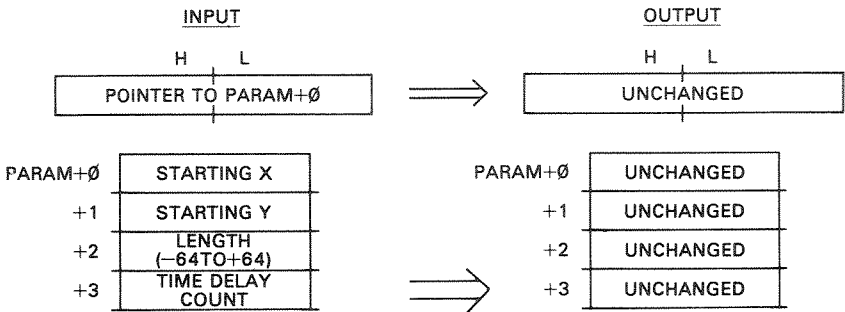 INPUT
OUTPUT
H L
H L
POINTER TO PARAM+Ø
UNCHANGED
PARAM+Ø STARTING X
PARAM+Ø UNCHANGED
+1 STARTING Y
+1 UNCHANGED
+2 LENGTH
(−64TO+64)
+2 UNCHANGED
+3 TIME DELAY
COUNT
+3 UNCHANGED